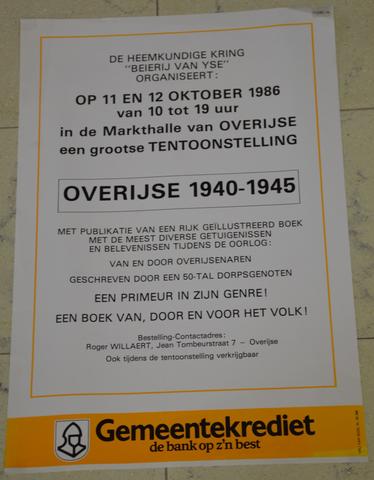 DE HEEMKUNDIGE KRING
"BEIERIJ VAN YSE"
ORGANISEERT:
OP 11 EN 12 OKTOBER 1986
van 10 tot 19 uur
in de Markthalle van OVERIJSE
een grootse TENTOONSTELLING
OVERIJSE 1940-1945
MET PUBLIKATIE VAN EEN RIJK GEÏLLUSTREERD BOEK
MET DE MEEST DIVERSE GETUIGENISSEN
EN BELEVENISSEN TIJDENS DE OORLOG:
VAN EN DOOR OVERIJSENAREN
GESCHREVEN DOOR EEN 50-TAL DORPSGENOTEN
EEN PRIMEUR IN ZIJN GENRE!
EEN BOEK VAN, DOOR EN VOOR HET VOLK!
Bestelling-Contactadres:
Roger WILLAERT, Jean Tombeurstraat 7 – Overijse
Ook tijdens de tentoonstelling verkrijgbaar
Gemeentekrediet
de bank op z'n best